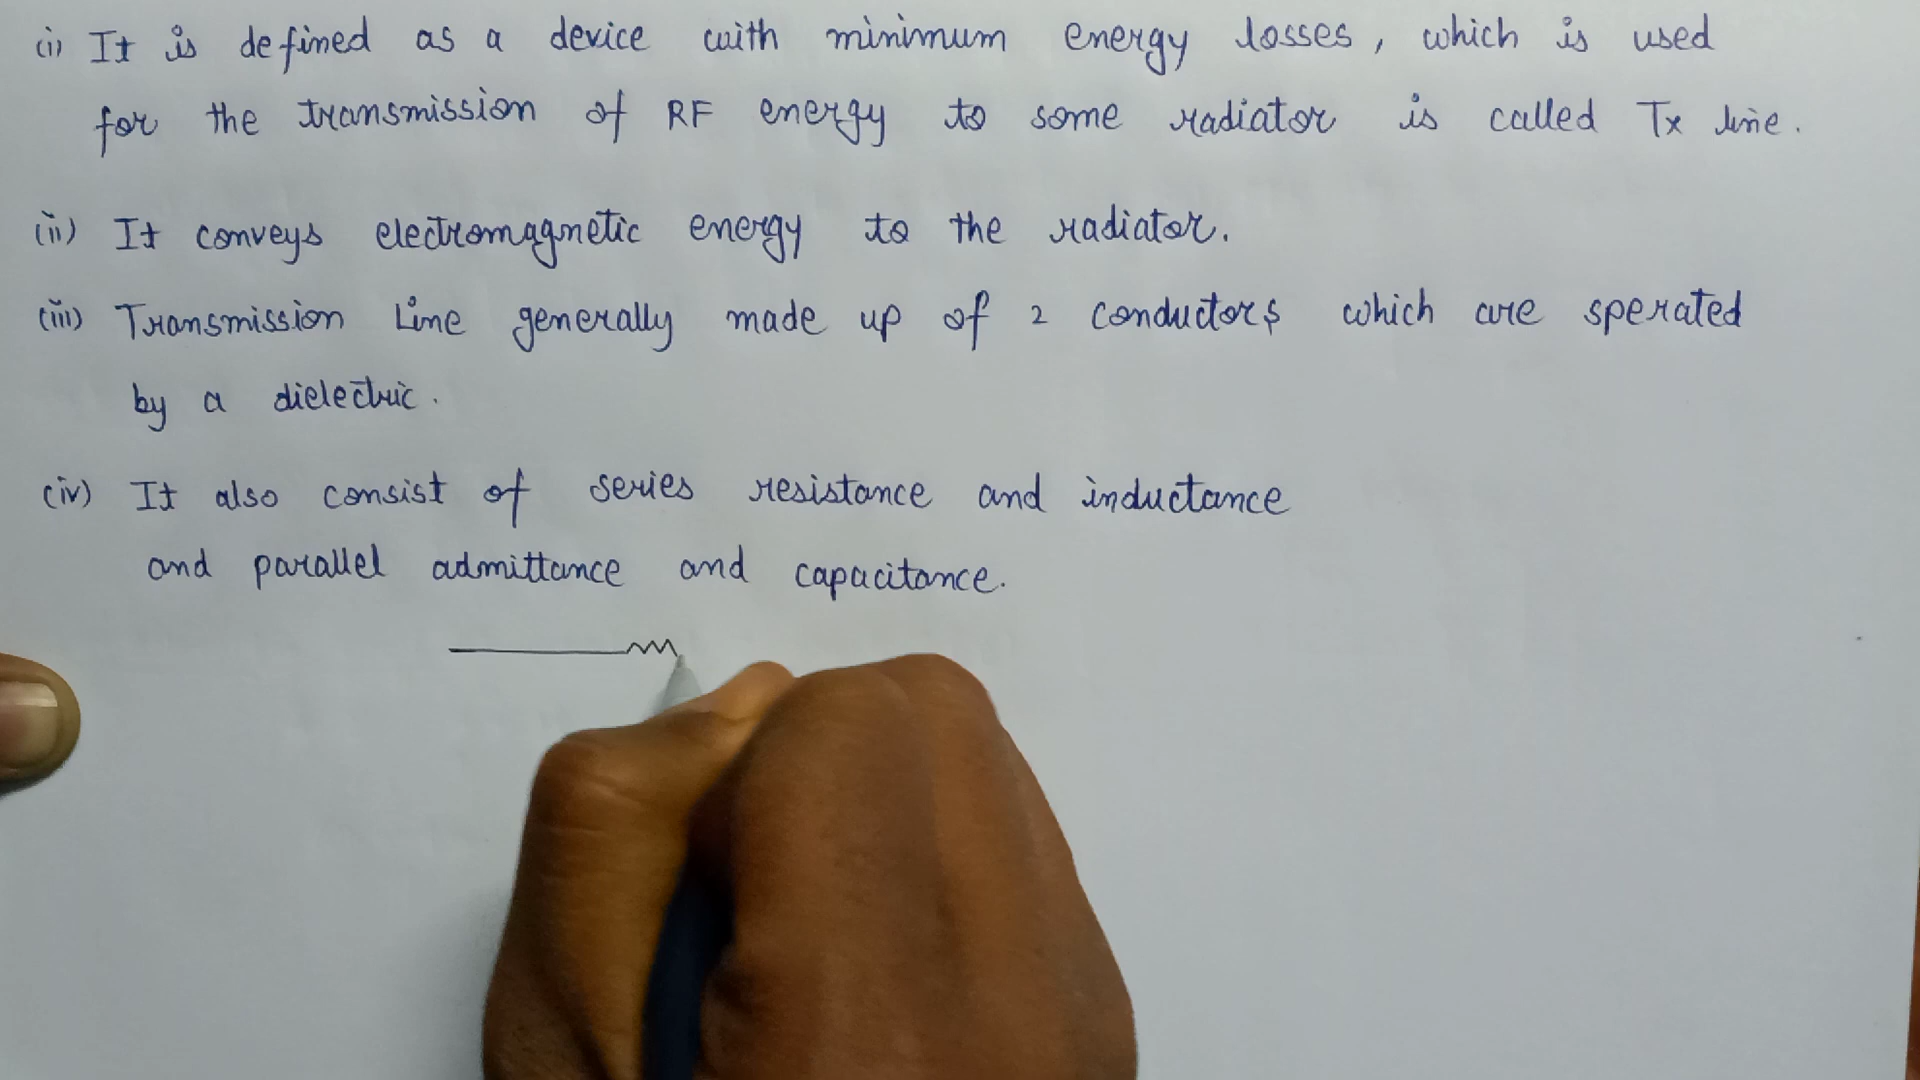 (i) It is defined as a device with minimum energy losses, which is used
for the transmission of RF energy to some radiator is called Tx line.
(ii) It conveys electromagnetic energy to the radiator.
(iii) Transmission Line generally made up of 2 conductors which are sperated
by a dielectric.
(iv) It also consist of series resistance and inductance
and parallel admittance and capacitance.